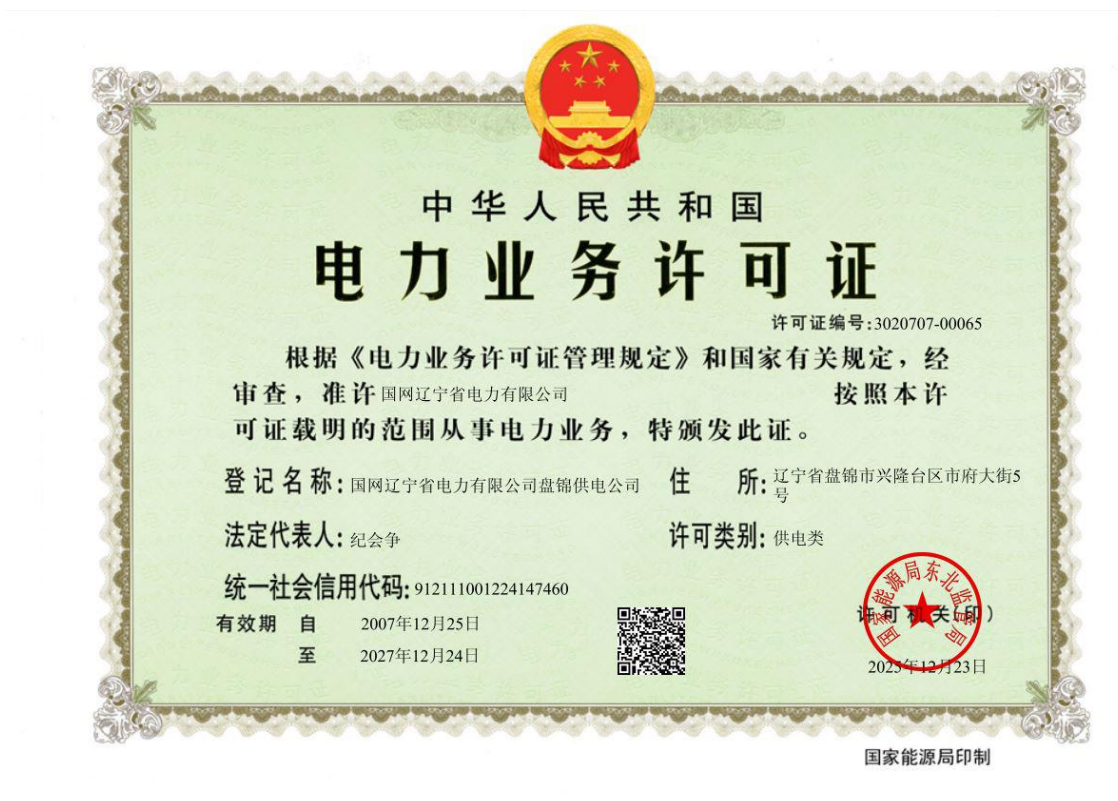 中华人民共和国
电力业务许可证
许可证编号:3020707-00065
根据《电力业务许可证管理规定》和国家有关规定，经
审查，准许 国网辽宁省电力有限公司 按照本许
可证载明的范围从事电力业务，特颁发此证。
登记名称: 国网辽宁省电力有限公司盘锦供电公司 住 所: 辽宁省盘锦市兴隆台区市府大街5
号
法定代表人: 纪会争 许可类别: 供电类
统一社会信用代码: 912111001224147460
国家能源局东北监管局
有效期 自 2007年12月25日 许可机关(印)
至 2027年12月24日 2025年12月23日
国家能源局印制